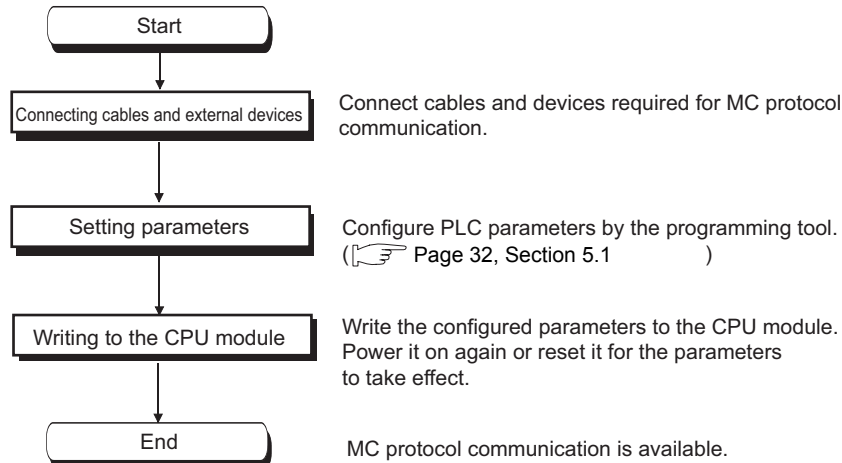 Start
Connecting cables and external devices
Connect cables and devices required for MC protocol
communication.
Setting parameters
Configure PLC parameters by the programming tool.
( Page 32, Section 5.1 )
Writing to the CPU module
Write the configured parameters to the CPU module.
Power it on again or reset it for the parameters
to take effect.
End
MC protocol communication is available.